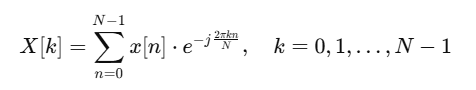 X[k] = \sum_{n=0}^{N-1} x[n] \cdot e^{-j\frac{2\pi kn}{N}}, \quad k = 0, 1, \ldots, N-1